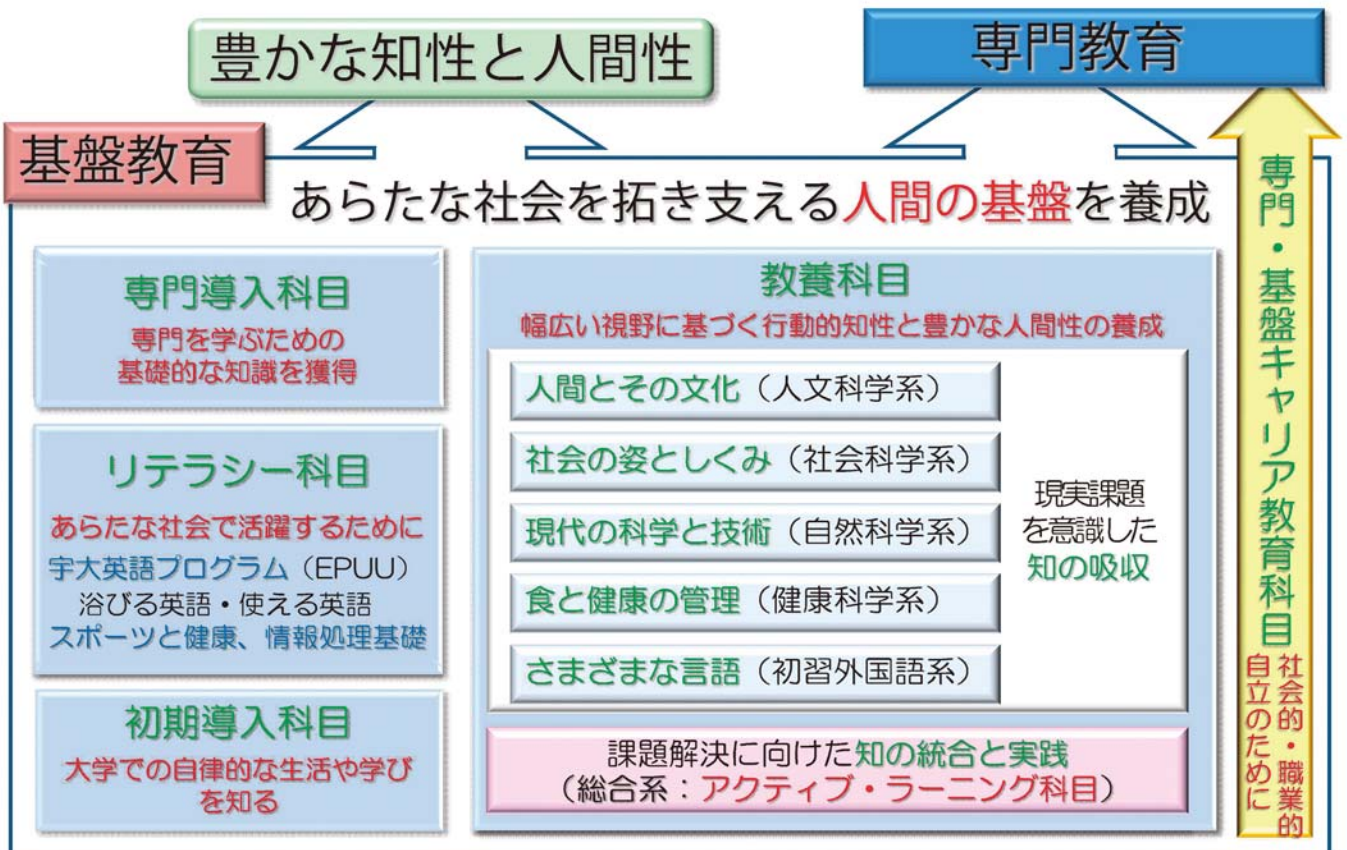 豊かな知性と人間性
専門教育
基盤教育
あらたな社会を拓き支える人間の基盤を養成
専門導入科目
専門を学ぶための
基礎的な知識を獲得
リテラシー科目
あらたな社会で活躍するために
宇大英語プログラム（EPUU）
浴びる英語・使える英語
スポーツと健康、情報処理基礎
初期導入科目
大学での自律的な生活や学び
を知る
教養科目
幅広い視野に基づく行動的知性と豊かな人間性の養成
人間とその文化（人文科学系）
社会の姿としくみ（社会科学系）
現代の科学と技術（自然科学系）
食と健康の管理（健康科学系）
さまざまな言語（初習外国語系）
現実課題
を意識した
知の吸収
課題解決に向けた知の統合と実践
（総合系：アクティブ・ラーニング科目）
専門・基盤キャリア教育科目
社会的・職業的
自立のために